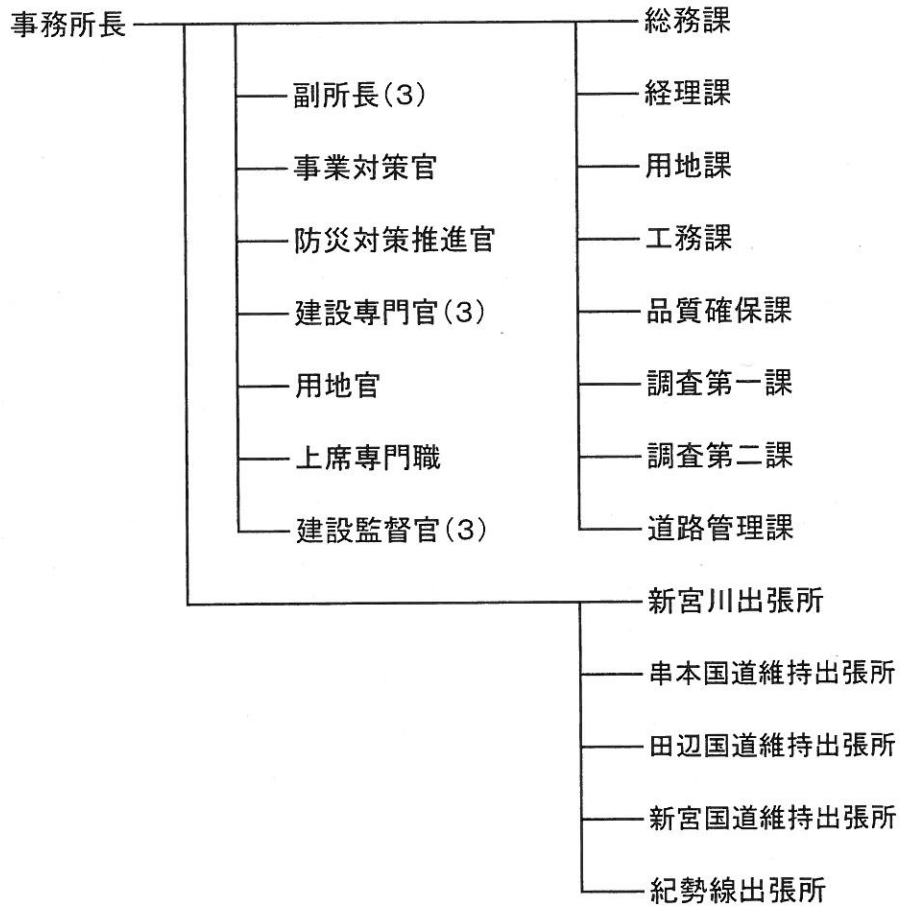 事務所長
副所長(3)
事業対策官
防災対策推進官
建設専門官(3)
用地官
上席専門職
建設監督官(3)
総務課
経理課
用地課
工務課
品質確保課
調査第一課
調査第二課
道路管理課
新宮川出張所
串本国道維持出張所
田辺国道維持出張所
新宮国道維持出張所
紀勢線出張所